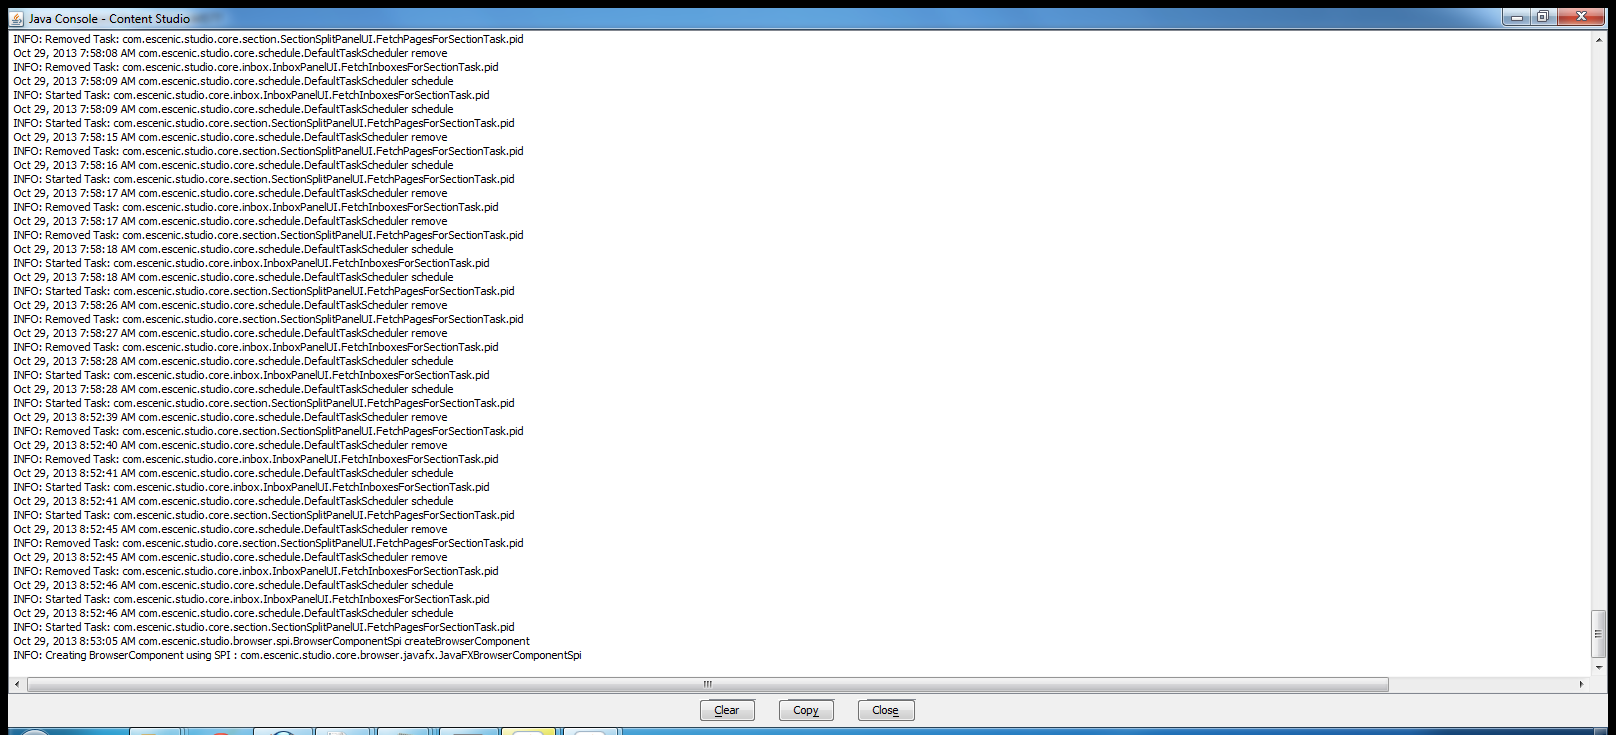 Java Console - Content Studio
INFO: Removed Task: com.escenic.studio.core.section.SectionSplitPanelUI.FetchPagesForSectionTask.pid
Oct 29, 2013 7:58:08 AM com.escenic.studio.core.schedule.DefaultTaskScheduler remove
INFO: Removed Task: com.escenic.studio.core.inbox.InboxPanelUI.FetchInboxesForSectionTask.pid
Oct 29, 2013 7:58:09 AM com.escenic.studio.core.schedule.DefaultTaskScheduler schedule
INFO: Started Task: com.escenic.studio.core.inbox.InboxPanelUI.FetchInboxesForSectionTask.pid
Oct 29, 2013 7:58:09 AM com.escenic.studio.core.schedule.DefaultTaskScheduler schedule
INFO: Started Task: com.escenic.studio.core.section.SectionSplitPanelUI.FetchPagesForSectionTask.pid
Oct 29, 2013 7:58:15 AM com.escenic.studio.core.schedule.DefaultTaskScheduler remove
INFO: Removed Task: com.escenic.studio.core.section.SectionSplitPanelUI.FetchPagesForSectionTask.pid
Oct 29, 2013 7:58:16 AM com.escenic.studio.core.schedule.DefaultTaskScheduler schedule
INFO: Started Task: com.escenic.studio.core.section.SectionSplitPanelUI.FetchPagesForSectionTask.pid
Oct 29, 2013 7:58:17 AM com.escenic.studio.core.schedule.DefaultTaskScheduler remove
INFO: Removed Task: com.escenic.studio.core.inbox.InboxPanelUI.FetchInboxesForSectionTask.pid
Oct 29, 2013 7:58:17 AM com.escenic.studio.core.schedule.DefaultTaskScheduler remove
INFO: Removed Task: com.escenic.studio.core.section.SectionSplitPanelUI.FetchPagesForSectionTask.pid
Oct 29, 2013 7:58:18 AM com.escenic.studio.core.schedule.DefaultTaskScheduler schedule
INFO: Started Task: com.escenic.studio.core.inbox.InboxPanelUI.FetchInboxesForSectionTask.pid
Oct 29, 2013 7:58:18 AM com.escenic.studio.core.schedule.DefaultTaskScheduler schedule
INFO: Started Task: com.escenic.studio.core.section.SectionSplitPanelUI.FetchPagesForSectionTask.pid
Oct 29, 2013 7:58:26 AM com.escenic.studio.core.schedule.DefaultTaskScheduler remove
INFO: Removed Task: com.escenic.studio.core.section.SectionSplitPanelUI.FetchPagesForSectionTask.pid
Oct 29, 2013 7:58:27 AM com.escenic.studio.core.schedule.DefaultTaskScheduler remove
INFO: Removed Task: com.escenic.studio.core.inbox.InboxPanelUI.FetchInboxesForSectionTask.pid
Oct 29, 2013 7:58:28 AM com.escenic.studio.core.schedule.DefaultTaskScheduler schedule
INFO: Started Task: com.escenic.studio.core.inbox.InboxPanelUI.FetchInboxesForSectionTask.pid
Oct 29, 2013 7:58:28 AM com.escenic.studio.core.schedule.DefaultTaskScheduler schedule
INFO: Started Task: com.escenic.studio.core.section.SectionSplitPanelUI.FetchPagesForSectionTask.pid
Oct 29, 2013 8:52:39 AM com.escenic.studio.core.schedule.DefaultTaskScheduler remove
INFO: Removed Task: com.escenic.studio.core.section.SectionSplitPanelUI.FetchPagesForSectionTask.pid
Oct 29, 2013 8:52:40 AM com.escenic.studio.core.schedule.DefaultTaskScheduler remove
INFO: Removed Task: com.escenic.studio.core.inbox.InboxPanelUI.FetchInboxesForSectionTask.pid
Oct 29, 2013 8:52:41 AM com.escenic.studio.core.schedule.DefaultTaskScheduler schedule
INFO: Started Task: com.escenic.studio.core.inbox.InboxPanelUI.FetchInboxesForSectionTask.pid
Oct 29, 2013 8:52:41 AM com.escenic.studio.core.schedule.DefaultTaskScheduler schedule
INFO: Started Task: com.escenic.studio.core.section.SectionSplitPanelUI.FetchPagesForSectionTask.pid
Oct 29, 2013 8:52:45 AM com.escenic.studio.core.schedule.DefaultTaskScheduler remove
INFO: Removed Task: com.escenic.studio.core.section.SectionSplitPanelUI.FetchPagesForSectionTask.pid
Oct 29, 2013 8:52:45 AM com.escenic.studio.core.schedule.DefaultTaskScheduler remove
INFO: Removed Task: com.escenic.studio.core.inbox.InboxPanelUI.FetchInboxesForSectionTask.pid
Oct 29, 2013 8:52:46 AM com.escenic.studio.core.schedule.DefaultTaskScheduler schedule
INFO: Started Task: com.escenic.studio.core.inbox.InboxPanelUI.FetchInboxesForSectionTask.pid
Oct 29, 2013 8:52:46 AM com.escenic.studio.core.schedule.DefaultTaskScheduler schedule
INFO: Started Task: com.escenic.studio.core.section.SectionSplitPanelUI.FetchPagesForSectionTask.pid
Oct 29, 2013 8:53:05 AM com.escenic.studio.browser.spi.BrowserComponentSpi createBrowserComponent
INFO: Creating BrowserComponent using SPI : com.escenic.studio.core.browser.javafx.JavaFXBrowserComponentSpi
Clear Copy Close